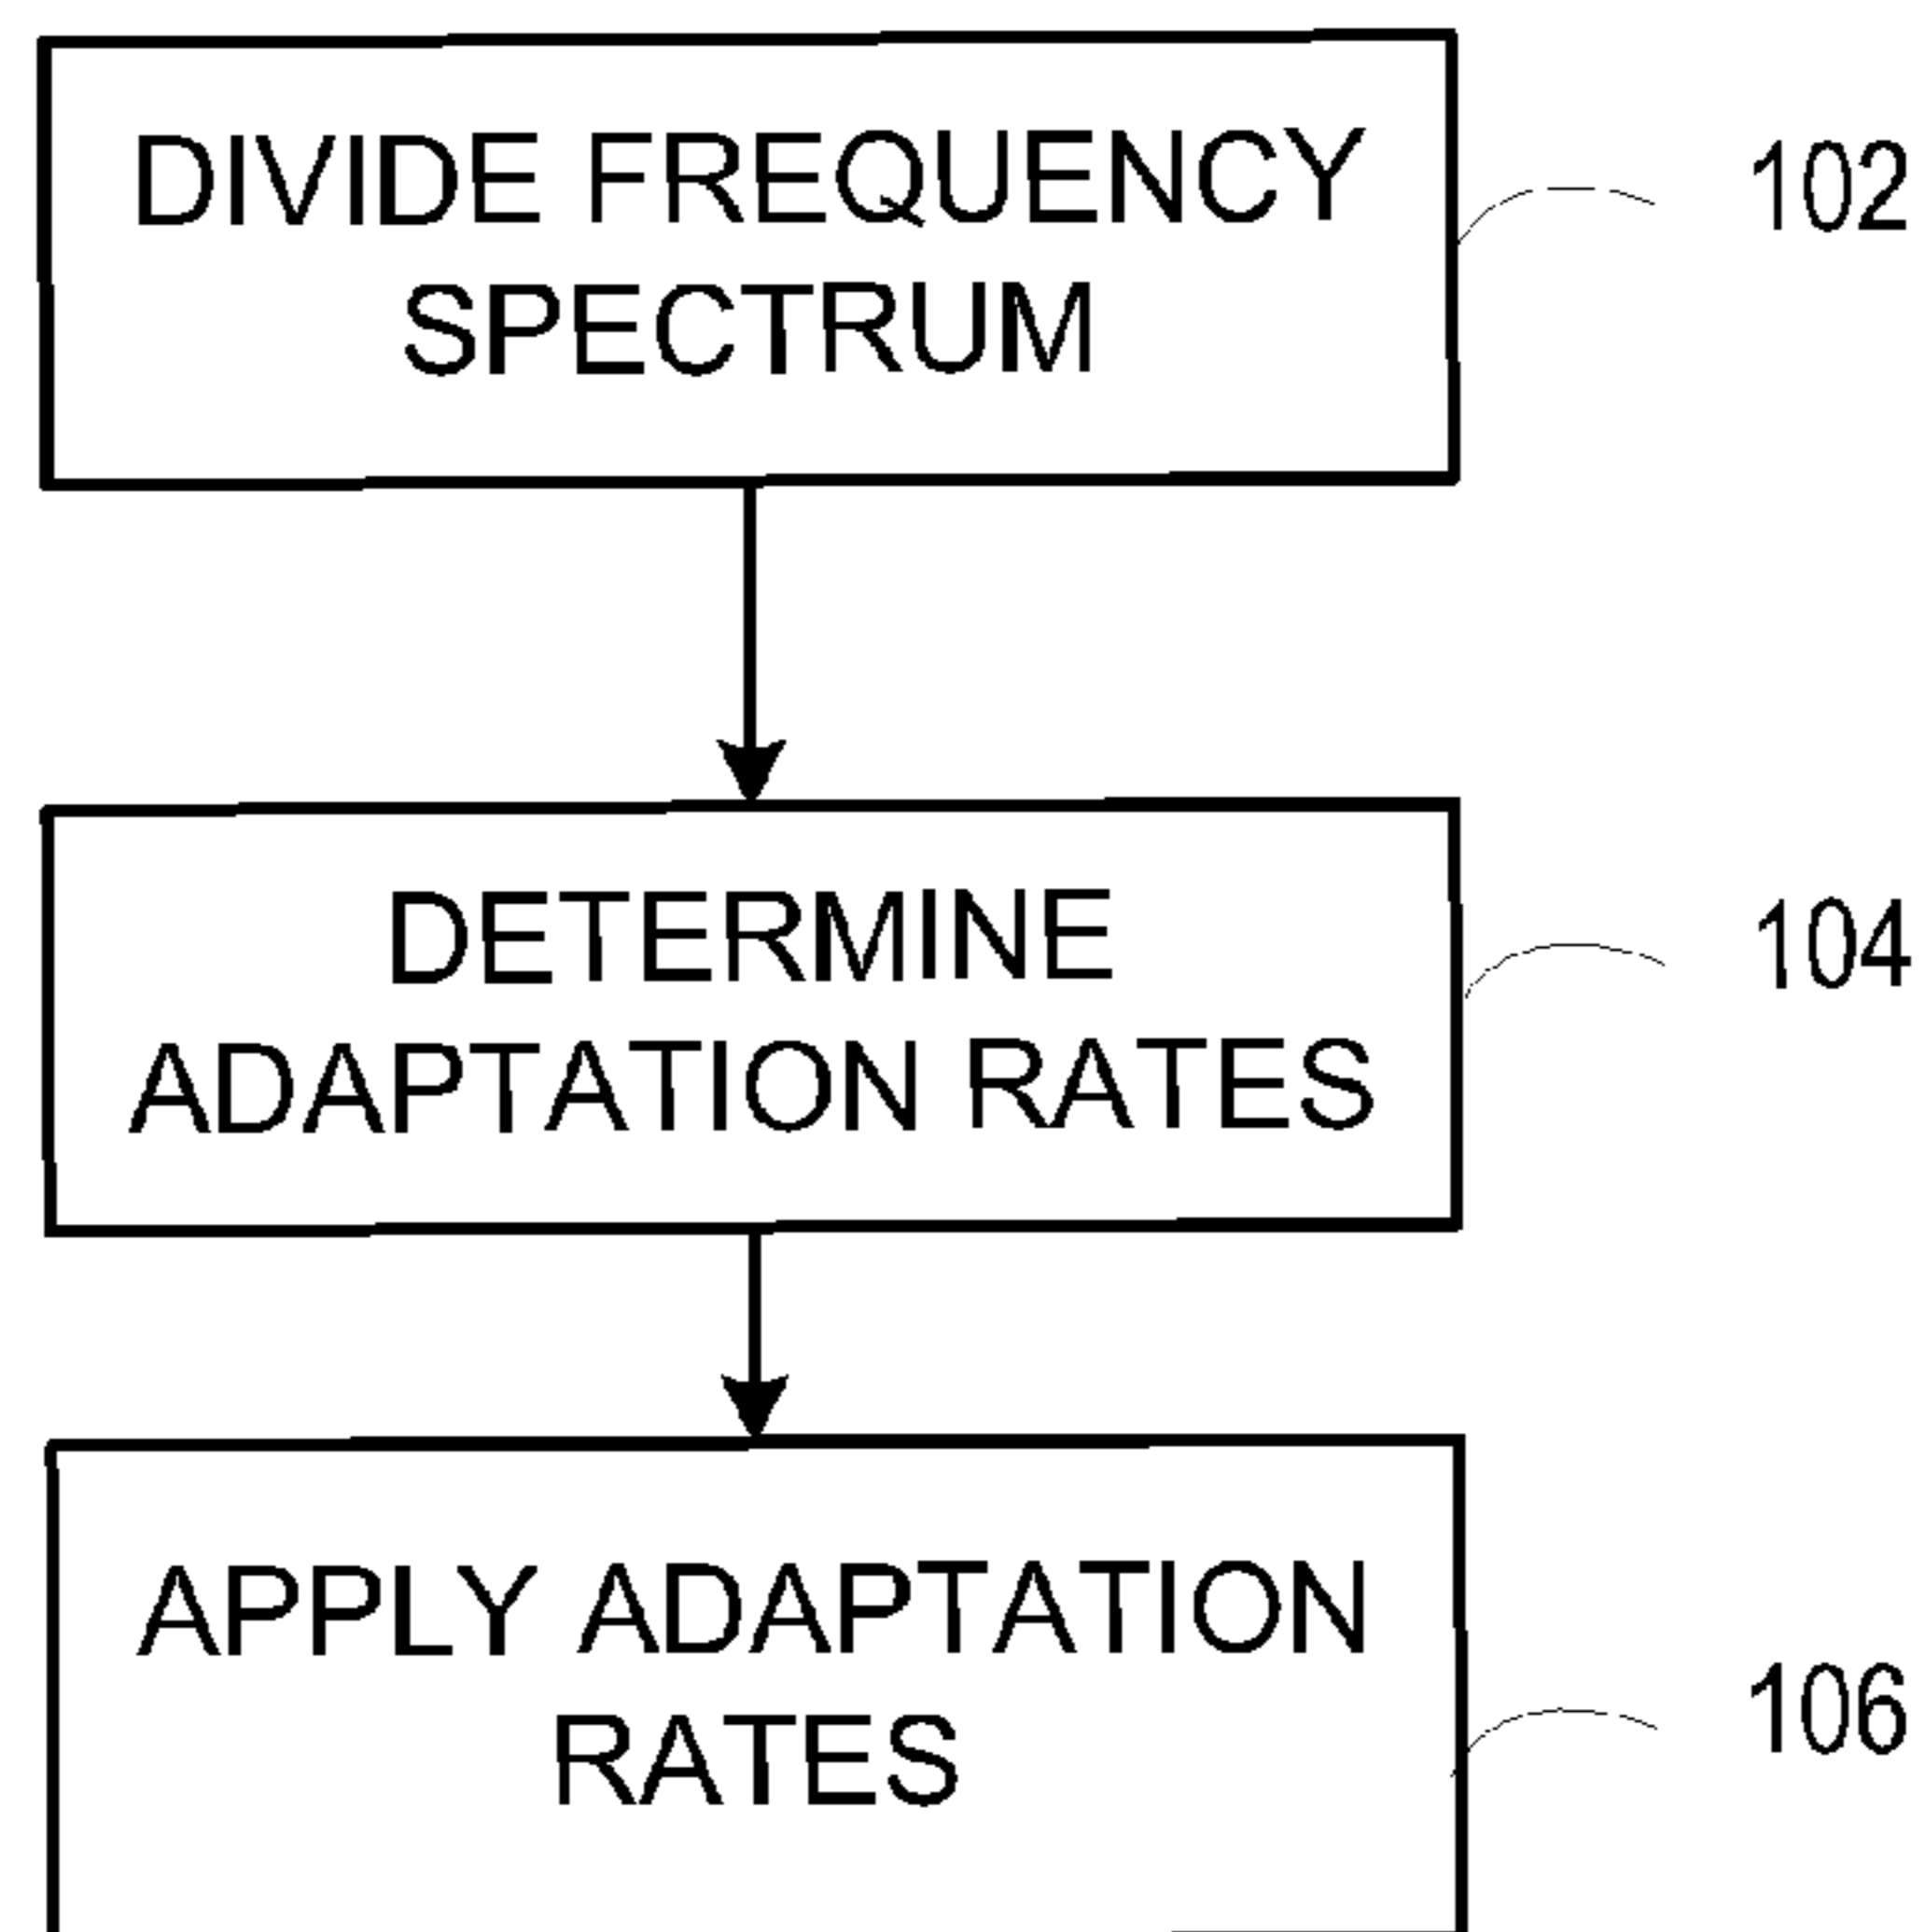 DIVIDE FREQUENCY
SPECTRUM
102
DETERMINE
ADAPTATION RATES
104
APPLY ADAPTATION
RATES
106